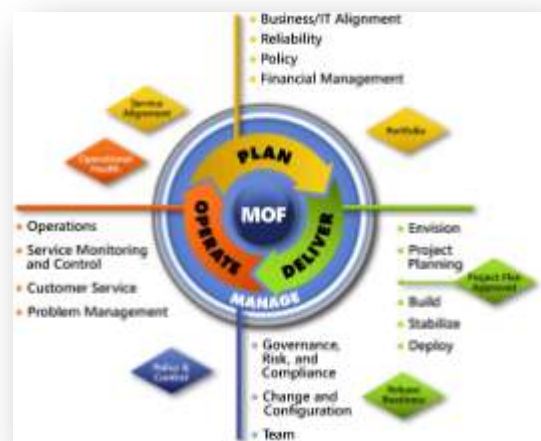 Business/IT Alignment
Reliability
Policy
Financial Management
Service
Alignment
Portfolio
Operational
Health
PLAN
MOF
OPERATE
DELIVER
MANAGE
Operations
Service Monitoring
and Control
Customer Service
Problem Management
Envision
Project
Planning
Project Plan
Approved
Build
Stabilize
Deploy
Policy &
Control
Governance,
Risk, and
Compliance
Change and
Configuration
Team
Release
Readiness